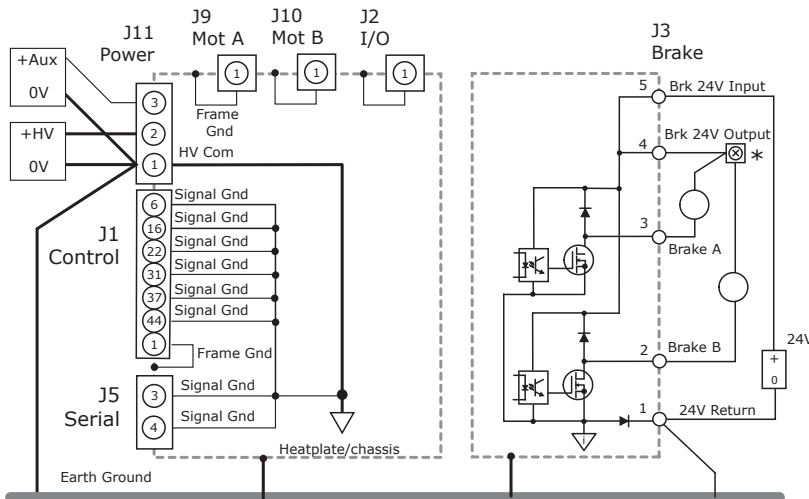 J11
Power
J9
Mot A
J10
Mot B
J2
I/O
J3
Brake
+Aux
0V
+HV
0V
3
2
1
1
1
1
Frame
Gnd
HV Com
J1
Control
6
16
22
31
37
44
1
Signal Gnd
Signal Gnd
Signal Gnd
Signal Gnd
Signal Gnd
Signal Gnd
Frame Gnd
J5
Serial
3
4
Signal Gnd
Signal Gnd
Heatplate/chassis
Earth Ground
5 Brk 24V Input
4 Brk 24V Output
*
3
Brake A
2 Brake B
24V
+
0
1 24V Return
i